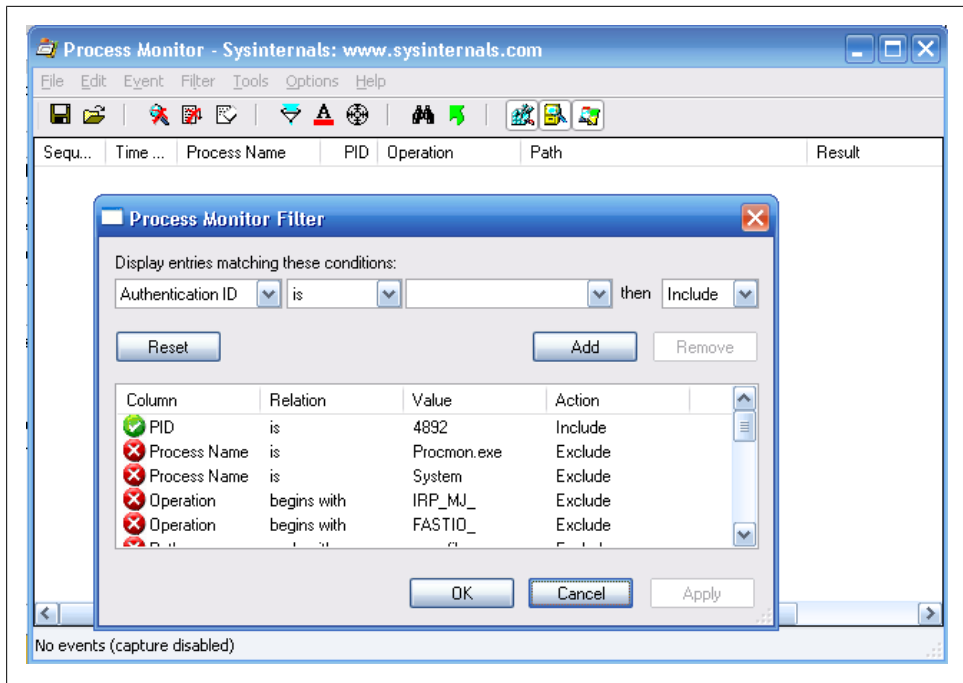 Process Monitor - Sysinternals: www.sysinternals.com
File Edit Event Filter Tools Options Help
Sequ... Time ... Process Name PID Operation Path Result
Process Monitor Filter
Display entries matching these conditions:
Authentication ID is then Include
Reset Add Remove
Column Relation Value Action
PID is 4892 Include
Process Name is Procmon.exe Exclude
Process Name is System Exclude
Operation begins with IRP_MJ_ Exclude
Operation begins with FASTIO_ Exclude
OK Cancel Apply
No events (capture disabled)